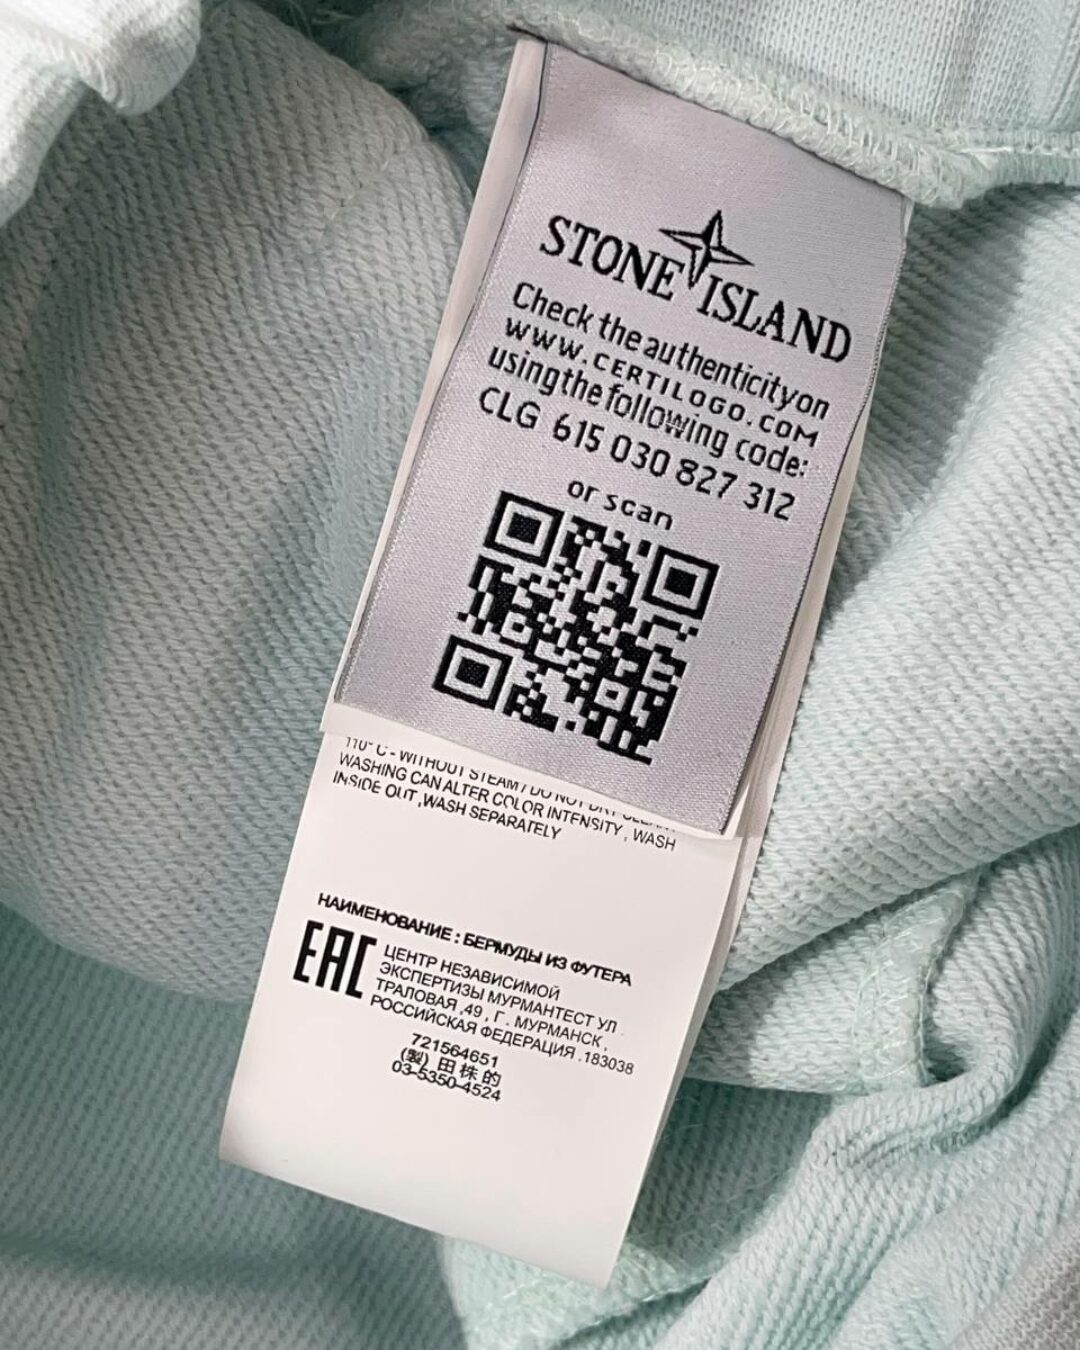 STONE ISLAND
Check the authenticity on
www.CERTILOGO.COM
using the following code:
CLG 615 030 827 312
or scan
110° C - WITHOUT STEAM / DO NOT DRY CLEAN
WASHING CAN ALTER COLOR INTENSITY , WASH
INSIDE OUT ,WASH SEPARATELY
НАИМЕНОВАНИЕ : БЕРМУДЫ ИЗ ФУТЕРА
EAC
ЦЕНТР НЕЗАВИСИМОЙ
ЭКСПЕРТИЗЫ МУРМАНТЕСТ УЛ .
ТРАЛОВАЯ ,49 , Г . МУРМАНСК ,
РОССИЙСКАЯ ФЕДЕРАЦИЯ .183038
721564651
(製) 田 株 的
03-5350-4524